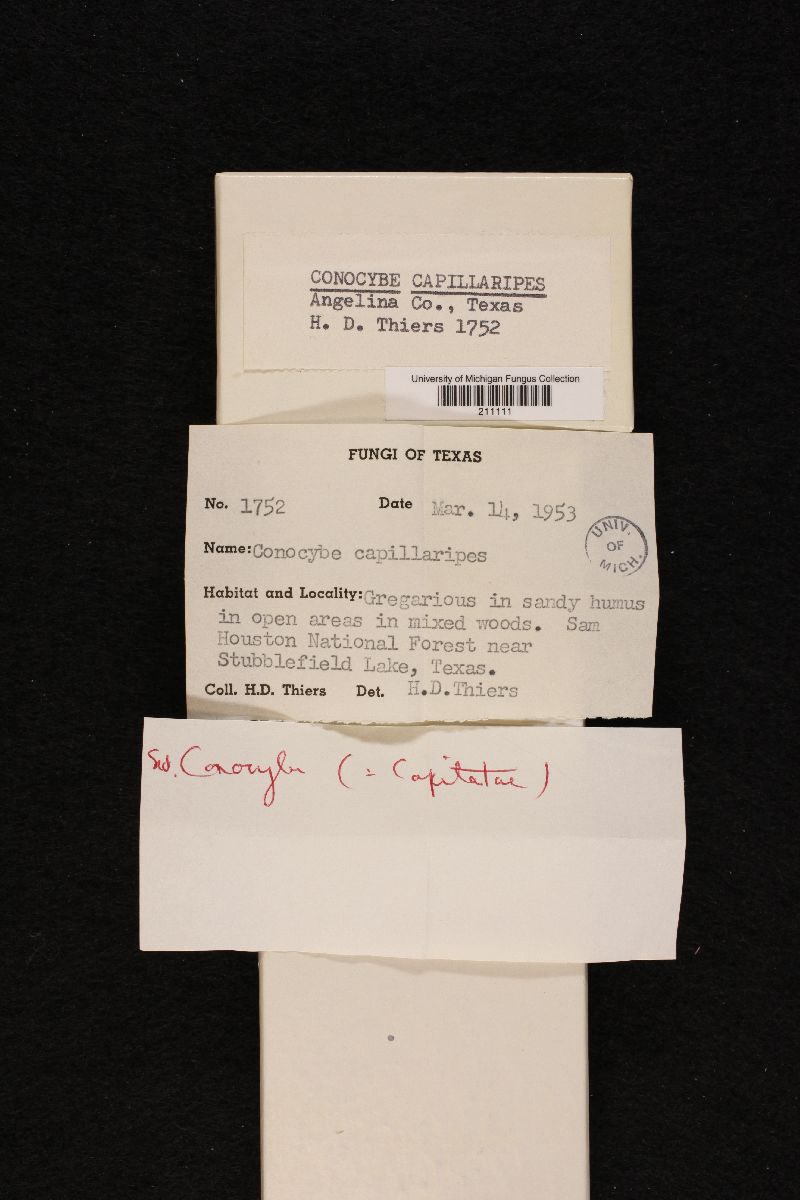 CONOCYBE CAPILLARIPES
Angelina Co., Texas
H. D. Thiers 1752
University of Michigan Fungus Collection
211111
FUNGI OF TEXAS
No. 1752 Date Mar. 14, 1953
UNIV. OF MICH.
Name: Conocybe capillaripes
Habitat and Locality: Gregarious in sandy humus
in open areas in mixed woods. Sam
Houston National Forest near
Stubblefield Lake, Texas.
Coll. H.D. Thiers Det. H.D.Thiers
Conocybe (= Capitatae)